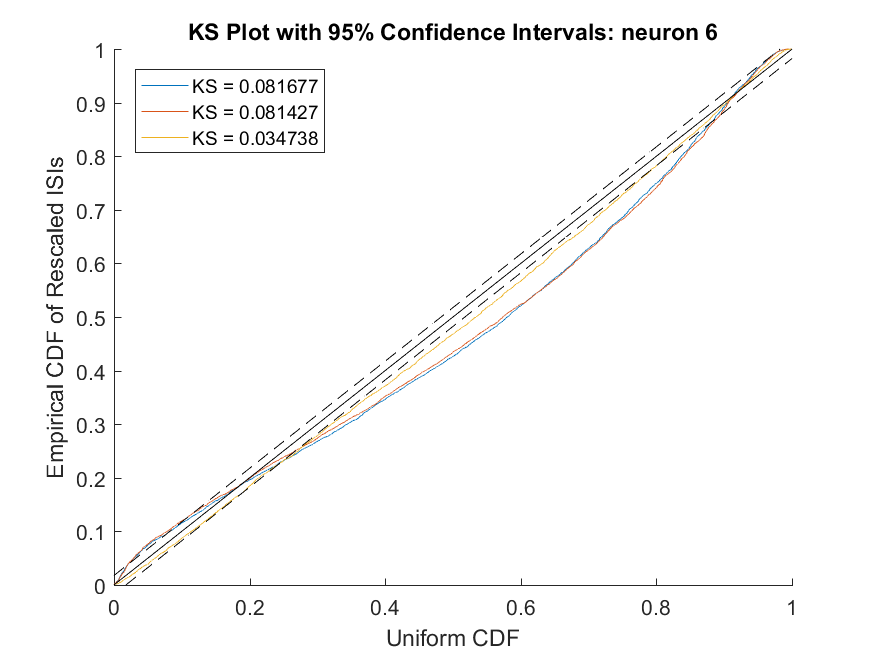 KS Plot with 95% Confidence Intervals: neuron 6
KS = 0.081677
KS = 0.081427
KS = 0.034738
Empirical CDF of Rescaled ISIs
1
0.9
0.8
0.7
0.6
0.5
0.4
0.3
0.2
0.1
0
0 0.2 0.4 0.6 0.8 1
Uniform CDF